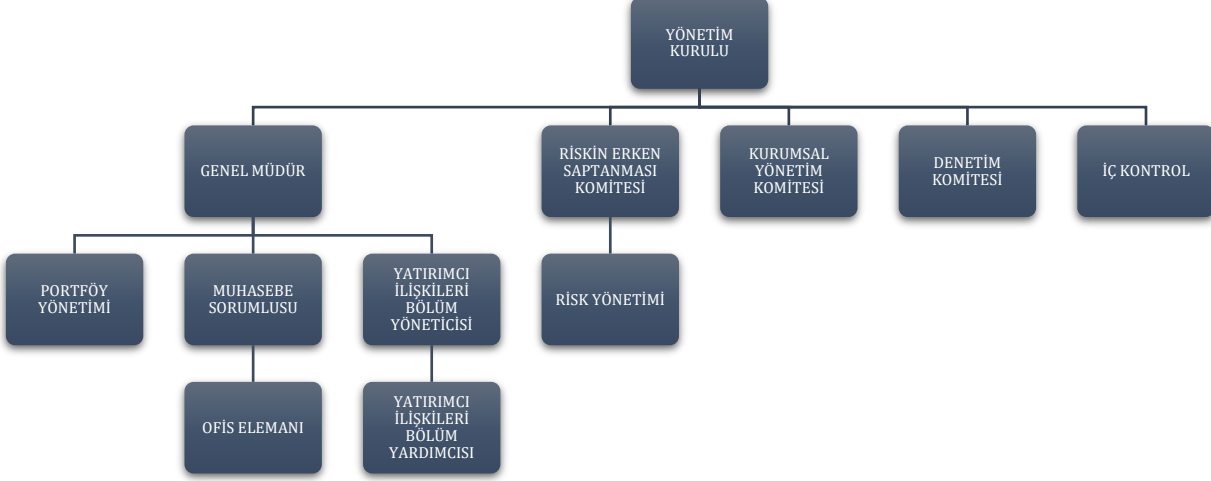 YÖNETİM
KURULU
GENEL MÜDÜR
RİSKİN ERKEN
SAPTANMASI
KOMİTESİ
KURUMSAL
YÖNETİM
KOMİTESİ
DENETİM
KOMİTESİ
İÇ KONTROL
PORTFÖY
YÖNETİMİ
MUHASEBE
SORUMLUSU
YATIRIMCI
İLİŞKİLERİ
BÖLÜM
YÖNETİCİSİ
RİSK YÖNETİMİ
OFİS ELEMANI
YATIRIMCI
İLİŞKİLERİ
BÖLÜM
YARDIMCISI